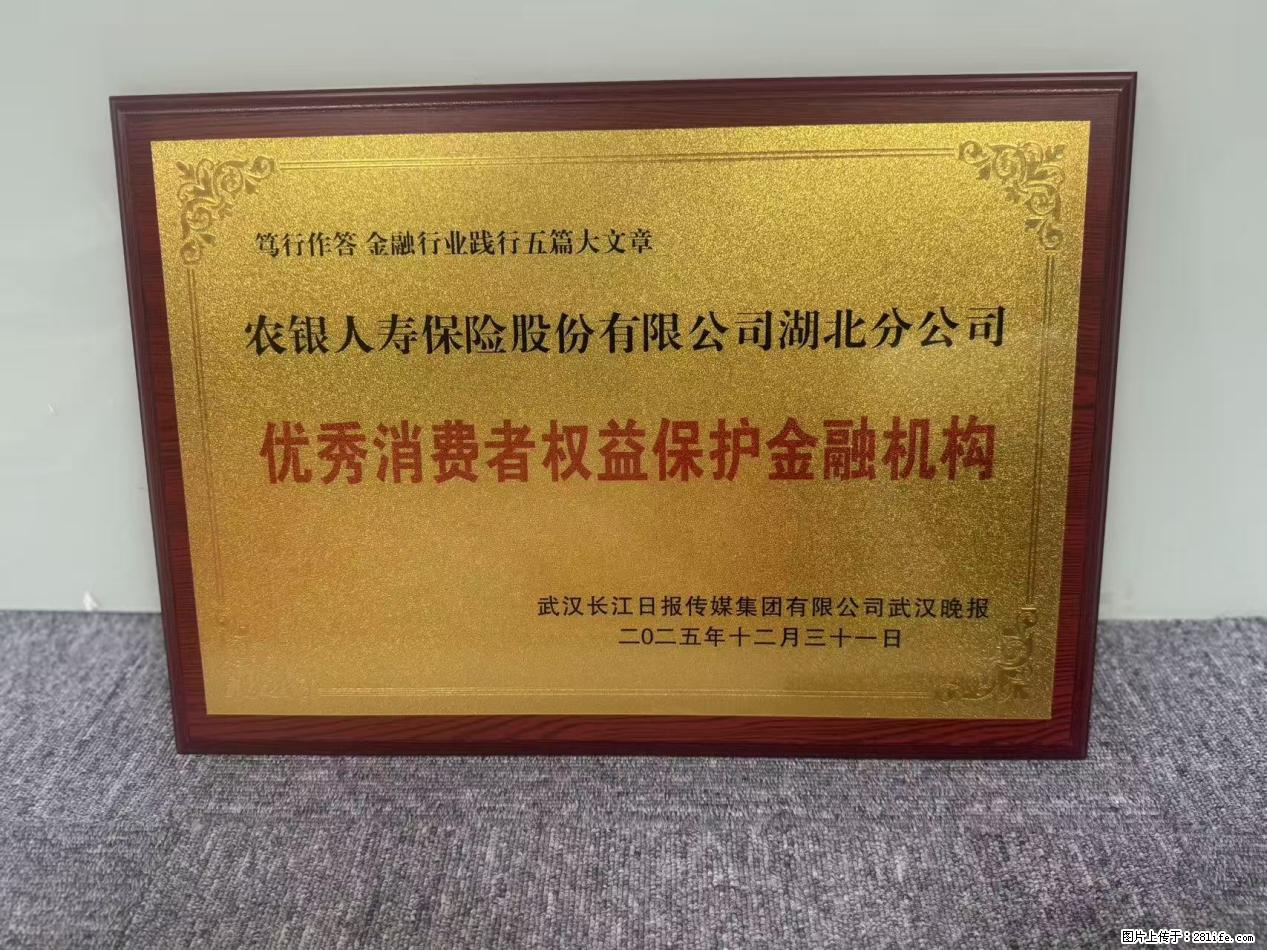 笃行作答 金融行业践行五篇大文章
农银人寿保险股份有限公司湖北分公司
优秀消费者权益保护金融机构
武汉长江日报传媒集团有限公司武汉晚报
二〇二五年十二月三十一日
图片上传于:281life.com